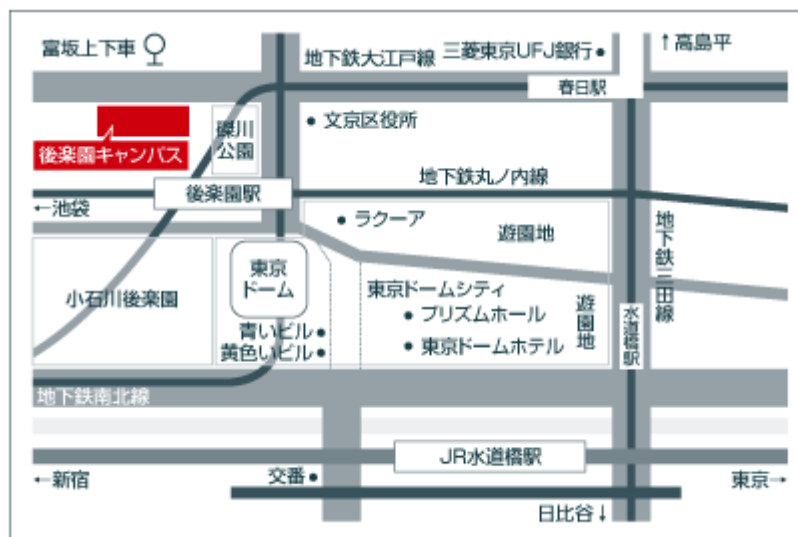 富坂上下車
地下鉄大江戸線
三菱東京UFJ銀行
↑高島平
春日駅
文京区役所
礫川
公園
後楽園キャンパス
地下鉄丸ノ内線
後楽園駅
←池袋
ラクーア
遊園地
地下鉄三田線
東京
ドーム
小石川後楽園
東京ドームシティ
プリズムホール
東京ドームホテル
遊園地
水道橋駅
青いビル
黄色いビル
地下鉄南北線
JR水道橋駅
←新宿
交番
東京→
日比谷↓